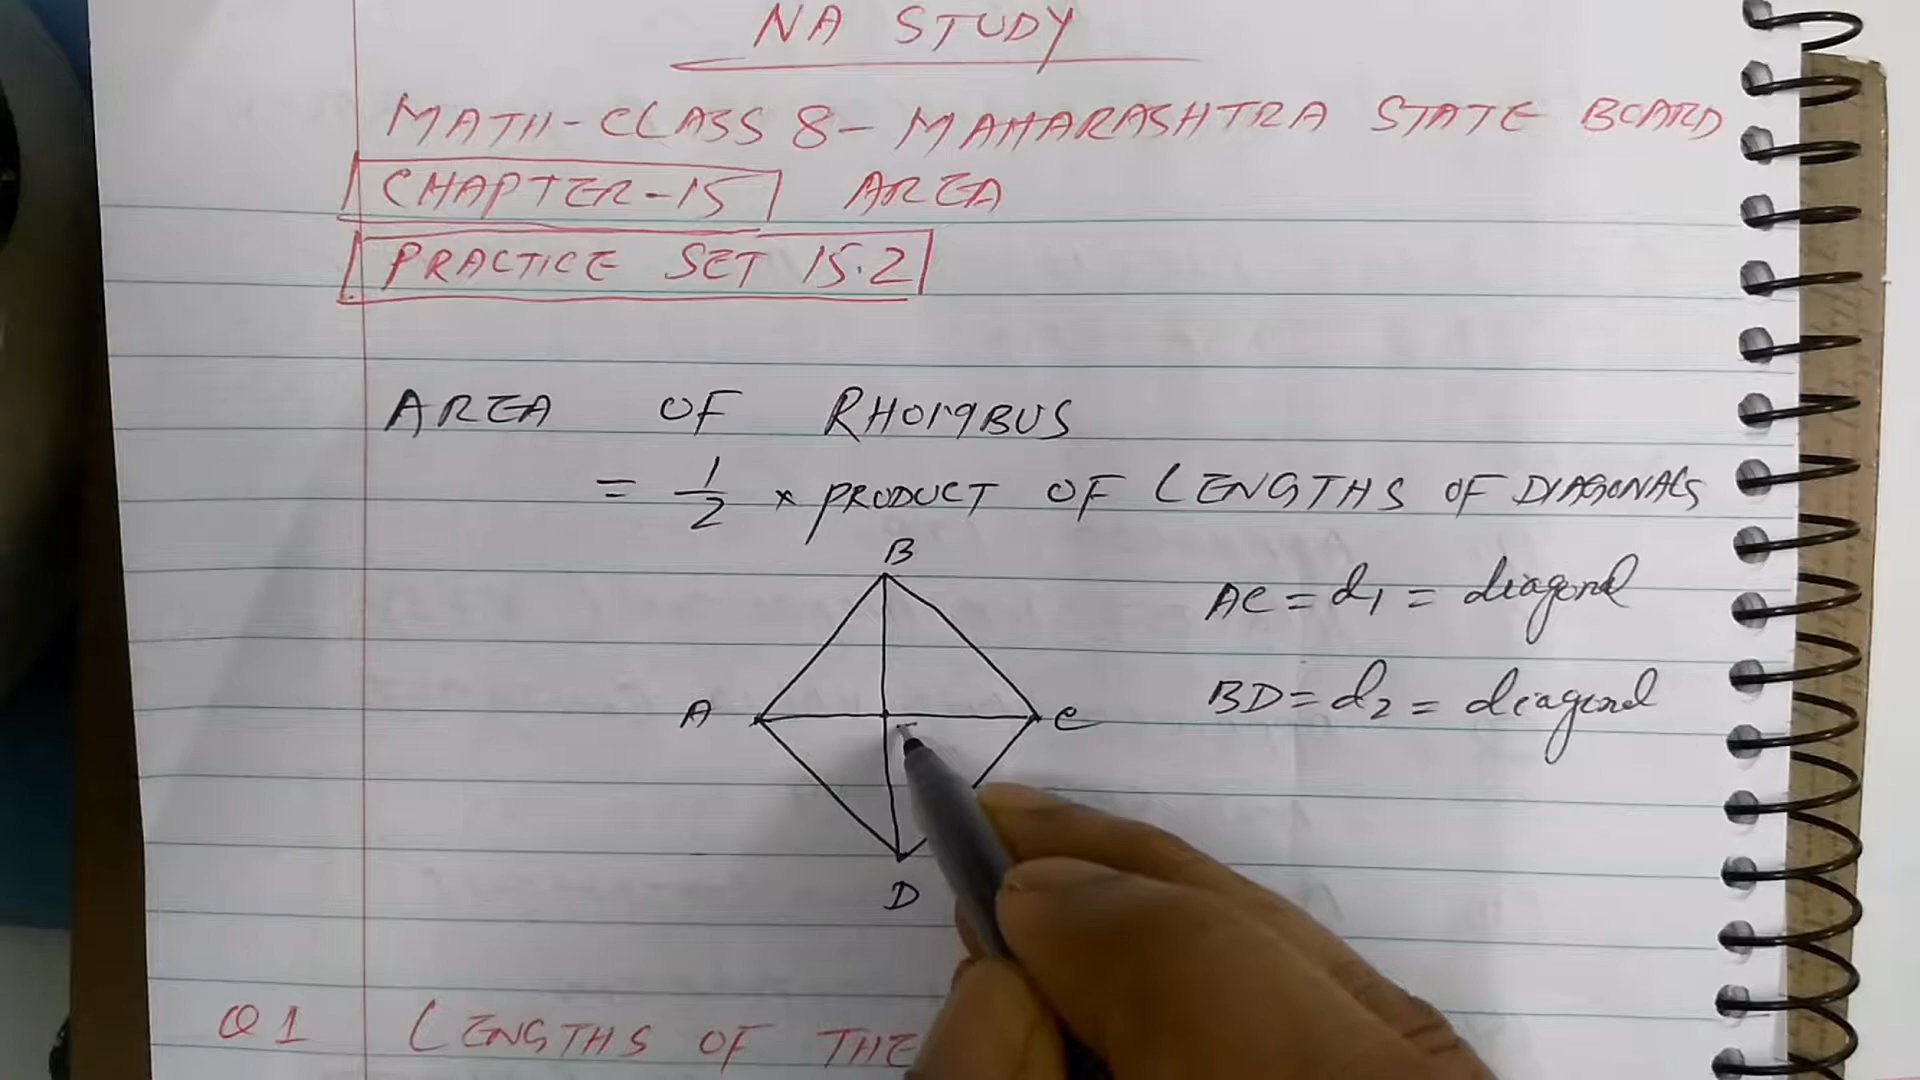 NA STUDY
MATH-CLASS 8- MAHARASHTRA STATE BOARD
CHAPTER-15 AREA
PRACTICE SET 15.2
AREA OF RHOMBUS
= 1/2 × PRODUCT OF LENGTHS OF DIAGONALS
B
AC = d1 = diagonal
A C
BD = d2 = diagonal
D
Q1 LENGTHS OF THE